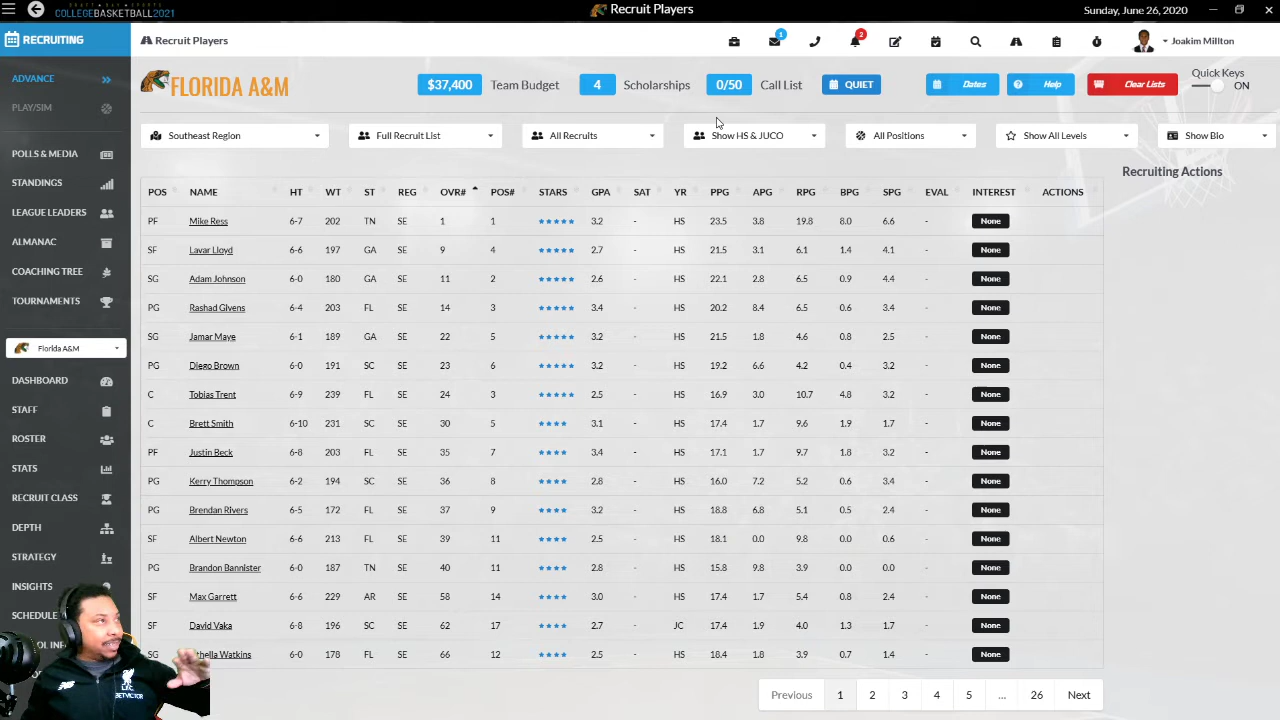 DRAFT DAY SPORTS
COLLEGEBASKETBALL2021
Recruit Players
Sunday, June 26, 2020
RECRUITING
Recruit Players
1
2
Joakim Millton
ADVANCE
PLAY/SIM
POLLS & MEDIA
STANDINGS
LEAGUE LEADERS
ALMANAC
COACHING TREE
TOURNAMENTS
Florida A&M
DASHBOARD
STAFF
ROSTER
STATS
RECRUIT CLASS
DEPTH
STRATEGY
INSIGHTS
SCHEDULE
OL INF
FLORIDA A&M
$37,400 Team Budget 4 Scholarships 0/50 Call List QUIET Dates Help Clear Lists Quick Keys ON
Southeast Region Full Recruit List All Recruits Show HS & JUCO All Positions Show All Levels Show Bio
Recruiting Actions
POS NAME HT WT ST REG OVR# POS# STARS GPA SAT YR PPG APG RPG BPG SPG EVAL INTEREST ACTIONS
PF Mike Ress 6-7 202 TN SE 1 1 ★★★★★ 3.2 - HS 23.5 3.8 19.8 8.0 6.6 - None
SF Lavar Lloyd 6-6 197 GA SE 9 4 ★★★★★ 2.7 - HS 21.5 3.1 6.1 1.4 4.1 - None
SG Adam Johnson 6-6 180 GA SE 11 2 ★★★★★ 2.6 - HS 22.1 2.8 6.5 0.9 4.4 - None
PG Rashad Givens 6-4 203 FL SE 14 3 ★★★★★ 3.4 - HS 20.2 8.4 6.5 0.6 3.4 - None
SG Jamar Maye 6-4 189 GA SE 22 5 ★★★★★ 3.2 - HS 21.5 1.8 4.6 0.8 2.5 - None
PG Diego Brown 6-0 191 SC SE 23 6 ★★★★★ 3.2 - HS 19.2 6.6 4.2 0.4 3.2 - None
C Tobias Trent 6-9 239 FL SE 24 3 ★★★★★ 2.5 - HS 16.9 3.0 10.7 4.8 3.2 - None
C Brett Smith 6-10 231 SC SE 30 5 ★★★★ 3.1 - HS 17.4 1.7 9.6 1.9 1.7 - None
PF Justin Beck 6-8 203 FL SE 35 7 ★★★★ 3.4 - HS 17.1 1.7 9.7 1.8 3.2 - None
PG Kerry Thompson 6-2 194 SC SE 36 8 ★★★★ 2.8 - HS 16.0 7.2 5.2 0.6 3.4 - None
PG Brendan Rivers 6-5 172 FL SE 37 9 ★★★★ 3.2 - HS 18.8 6.8 5.1 0.5 2.4 - None
SF Albert Newton 6-6 213 FL SE 39 11 ★★★★ 2.5 - HS 18.1 0.0 9.8 0.0 0.6 - None
PG Brandon Bannister 6-0 187 TN SE 40 11 ★★★★ 2.8 - HS 15.8 9.8 3.9 0.0 0.0 - None
SF Max Garrett 6-6 229 AR SE 58 14 ★★★★ 3.0 - HS 17.4 1.7 5.4 0.8 2.4 - None
SF David Vaka 6-8 196 SC SE 62 17 ★★★★ 2.7 - JC 17.4 1.9 4.0 1.3 1.7 - None
SG thella Watkins 6-6 178 FL SE 66 12 ★★★★ 2.5 - HS 18.4 1.8 3.9 0.7 1.4 - None
Previous 1 2 3 4 5 ... 26 Next
BETVICTOR